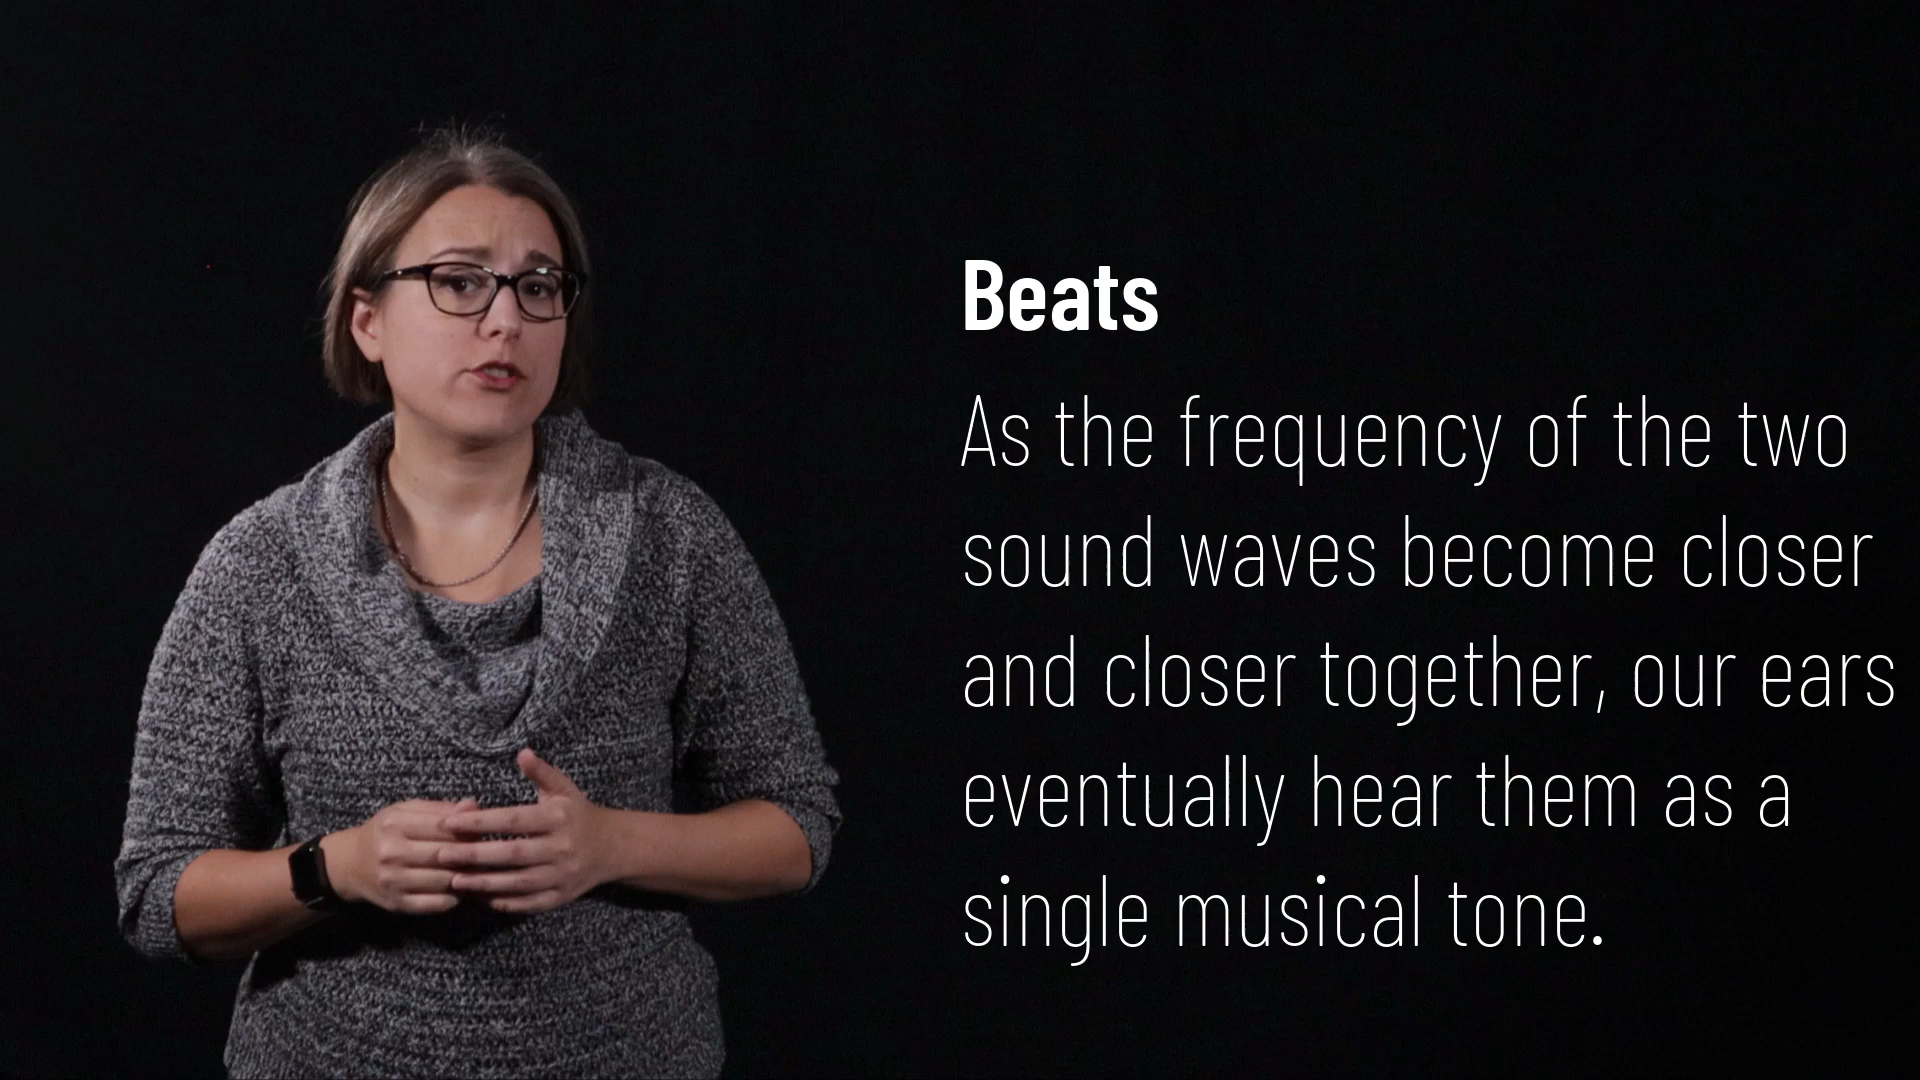 Beats
As the frequency of the two
sound waves become closer
and closer together, our ears
eventually hear them as a
single musical tone.